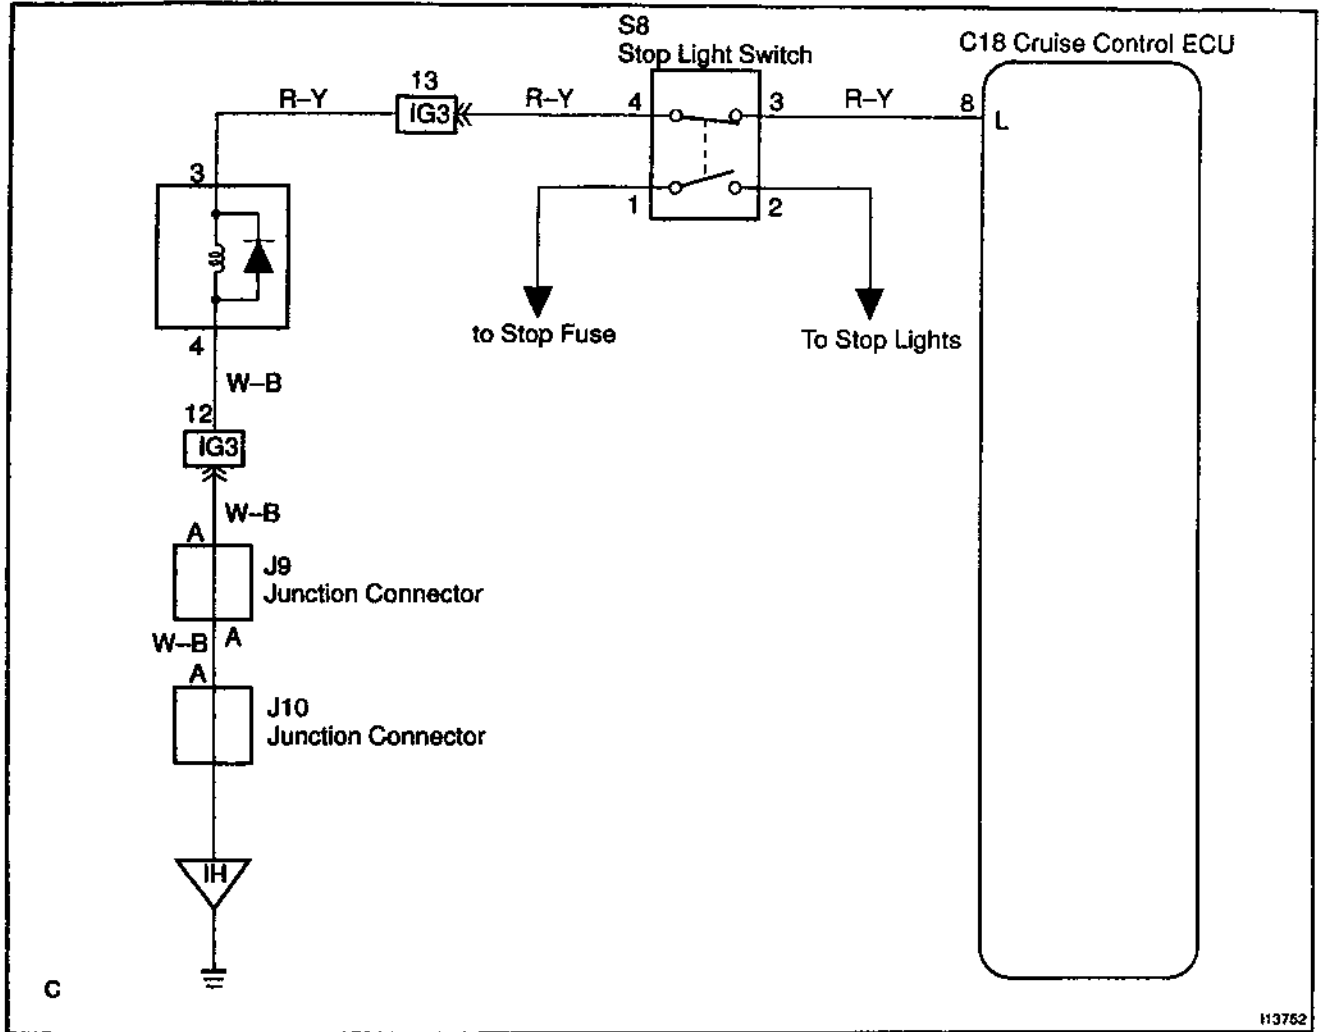 S8
Stop Light Switch
C18 Cruise Control ECU
13
R–Y
IG3
R–Y
4
3
R–Y
8
L
3
1
2
to Stop Fuse
To Stop Lights
4
W–B
12
IG3
W–B
A
J9
Junction Connector
W–B A
A
J10
Junction Connector
IH
C
I13752